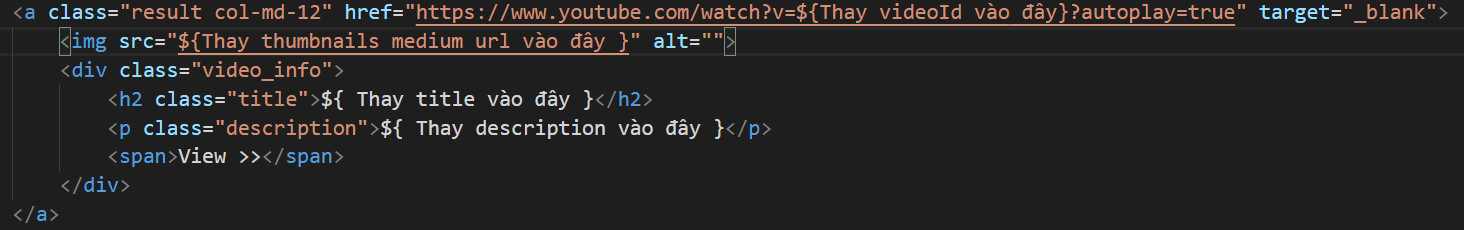 <a class="result col-md-12" href="https://www.youtube.com/watch?v=${Thay videoId vào đây}?autoplay=true" target="_blank">
<img src="${Thay thumbnails medium url vào đây }" alt="">
<div class="video_info">
<h2 class="title">${ Thay title vào đây }</h2>
<p class="description">${ Thay description vào đây }</p>
<span>View >></span>
</div>
</a>